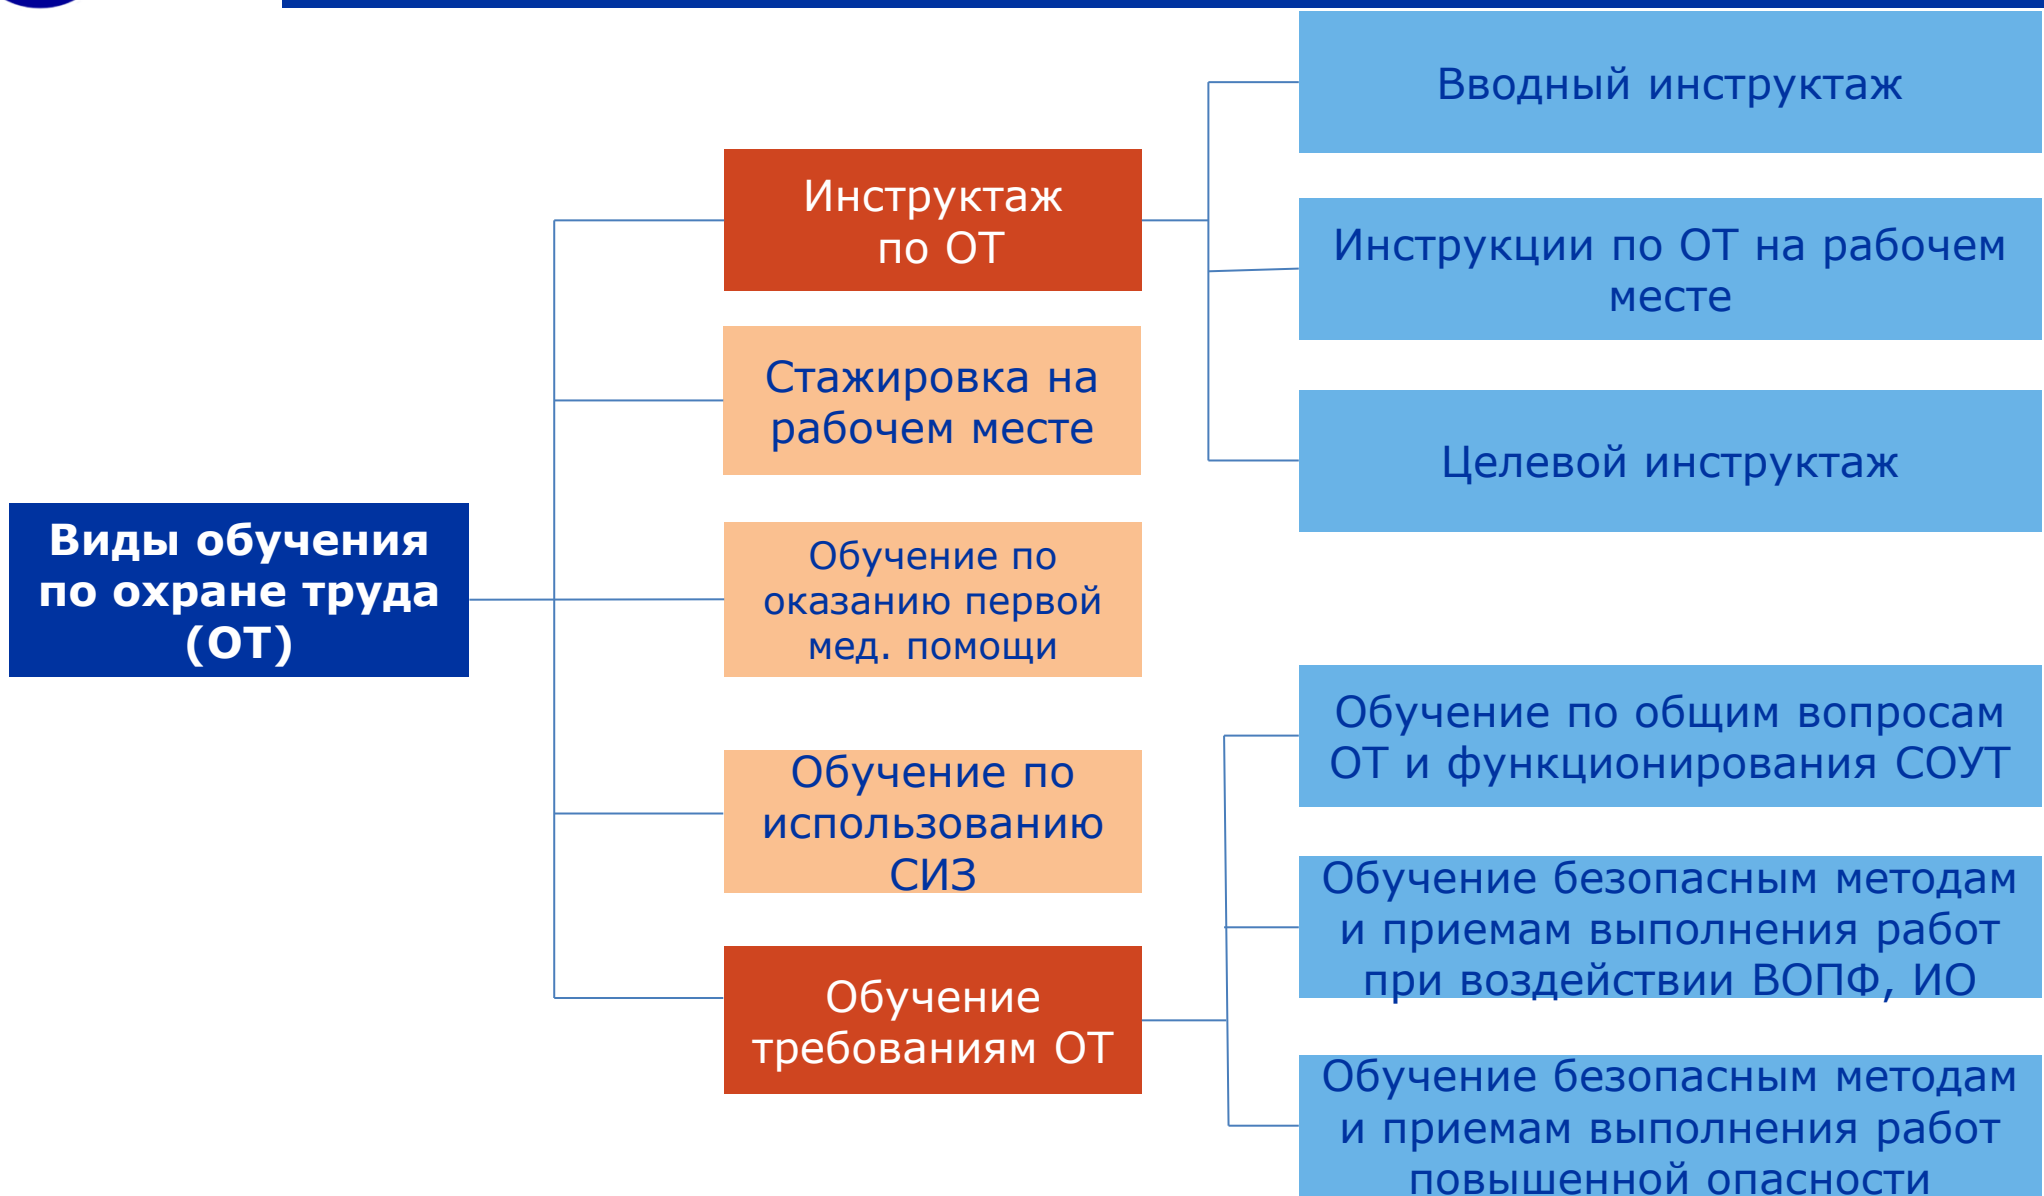 Виды обучения
по охране труда
(ОТ)
Инструктаж
по ОТ
Стажировка на
рабочем месте
Обучение по
оказанию первой
мед. помощи
Обучение по
использованию
СИЗ
Обучение
требованиям ОТ
Вводный инструктаж
Инструкции по ОТ на рабочем
месте
Целевой инструктаж
Обучение по общим вопросам
ОТ и функционирования СОУТ
Обучение безопасным методам
и приемам выполнения работ
при воздействии ВОПФ, ИО
Обучение безопасным методам
и приемам выполнения работ
повышенной опасности